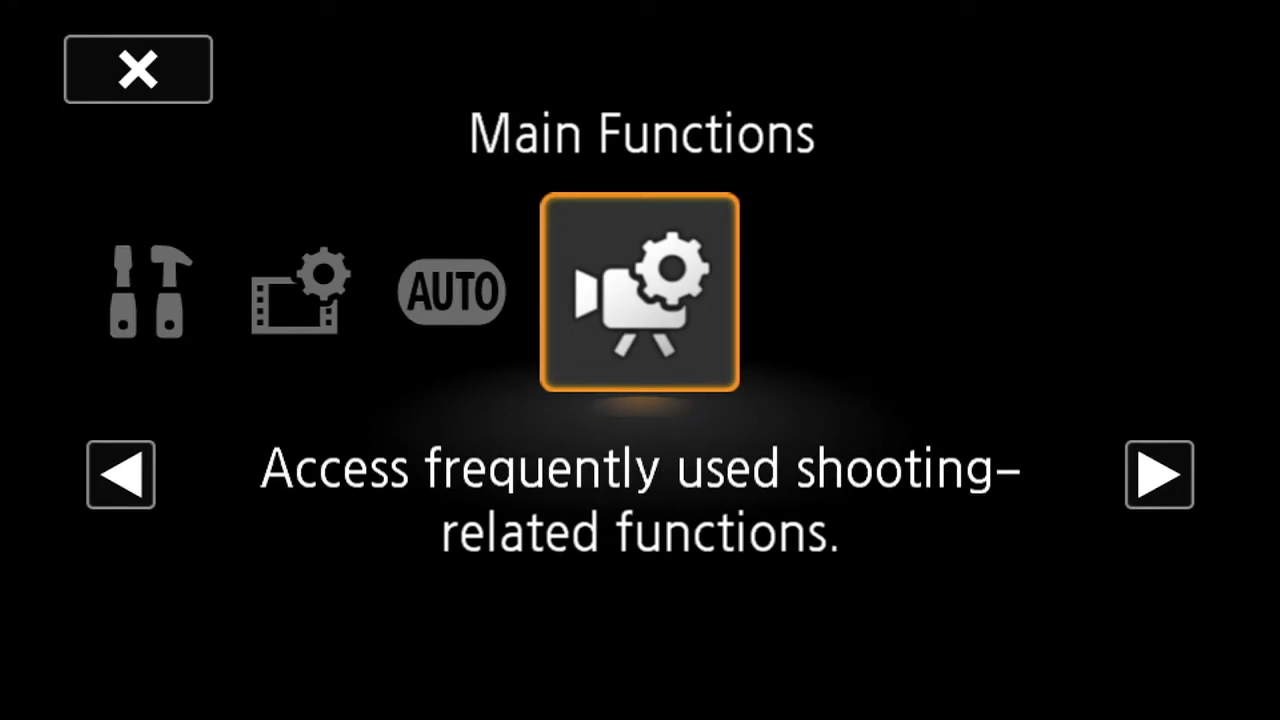 Main Functions
AUTO
Access frequently used shooting-
related functions.